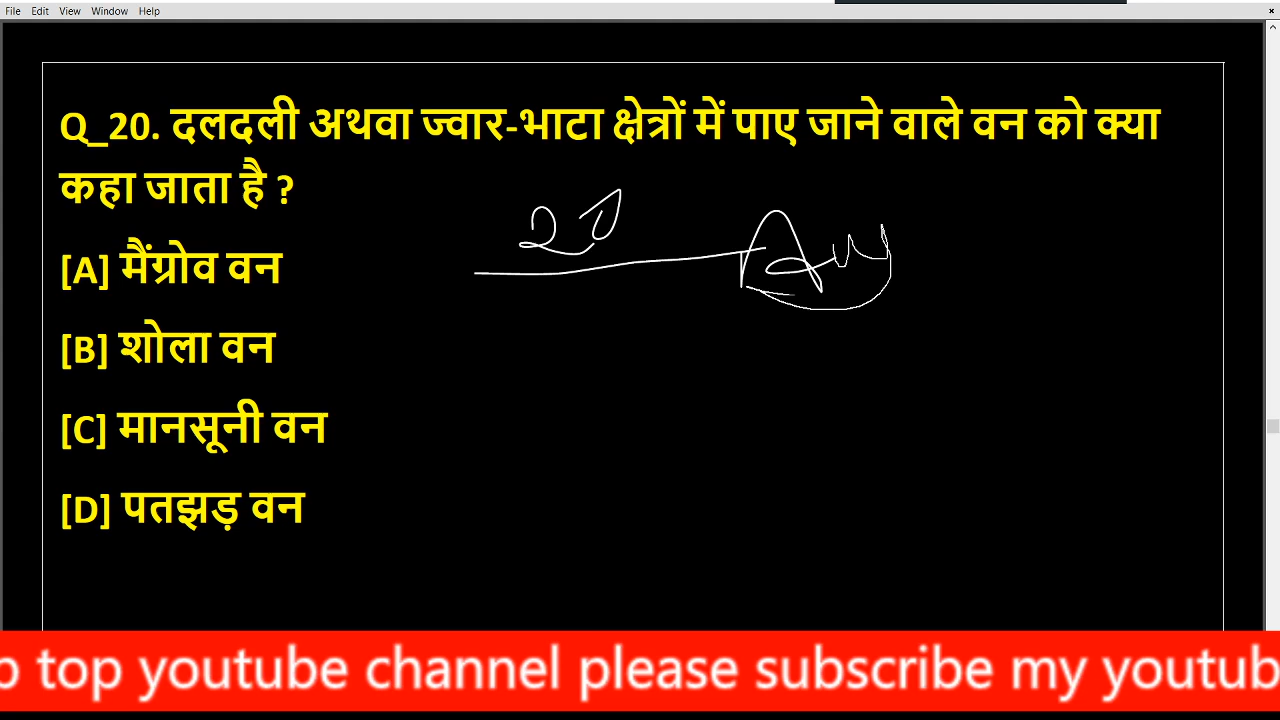 File Edit View Window Help
Q_20. दलदली अथवा ज्वार-भाटा क्षेत्रों में पाए जाने वाले वन को क्या
कहा जाता है ?
20
[A] मैंग्रोव वन
[B] शोला वन
[C] मानसूनी वन
[D] पतझड़ वन
top youtube channel please subscribe my youtub